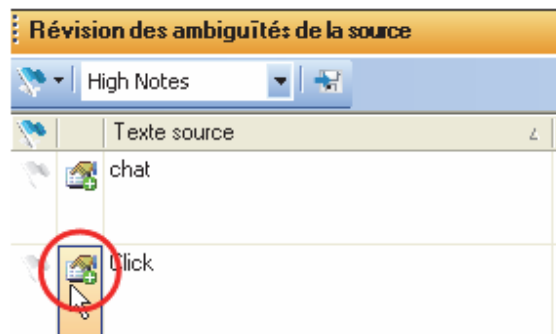 Révision des ambiguïtés de la source
High Notes
Texte source
chat
Click